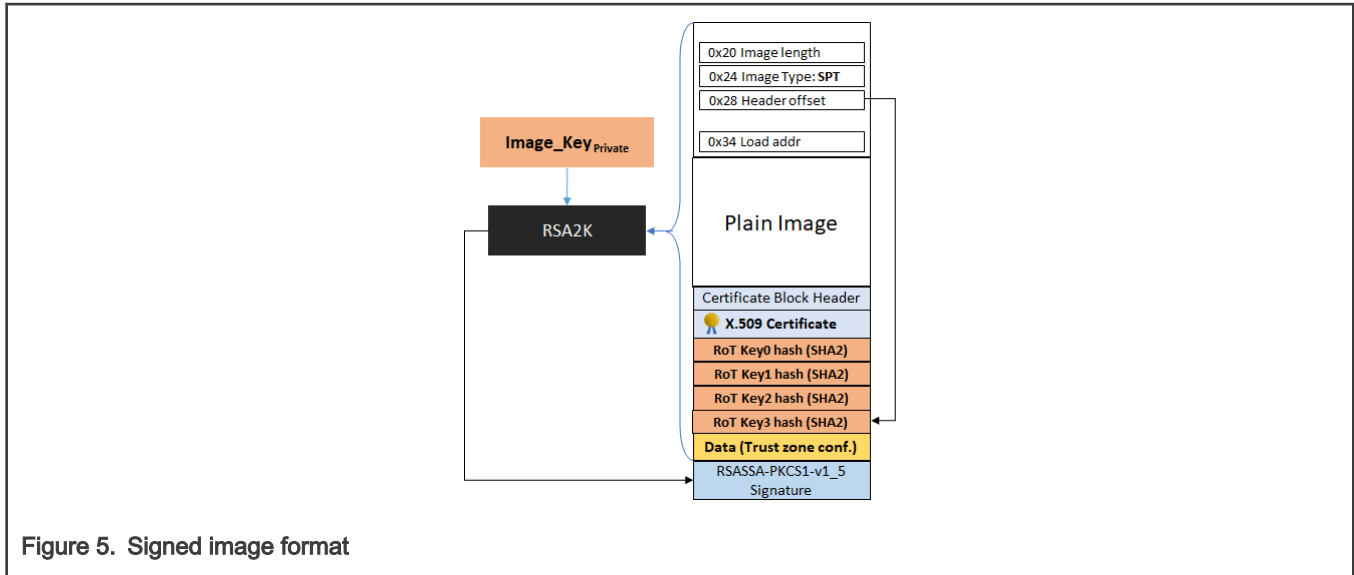 0x20 Image length
0x24 Image Type: SPT
0x28 Header offset
0x34 Load addr
Image_Key Private
RSA2K
Plain Image
Certificate Block Header
X.509 Certificate
RoT Key0 hash (SHA2)
RoT Key1 hash (SHA2)
RoT Key2 hash (SHA2)
RoT Key3 hash (SHA2)
Data (Trust zone conf.)
RSASSA-PKCS1-v1_5
Signature
Figure 5. Signed image format